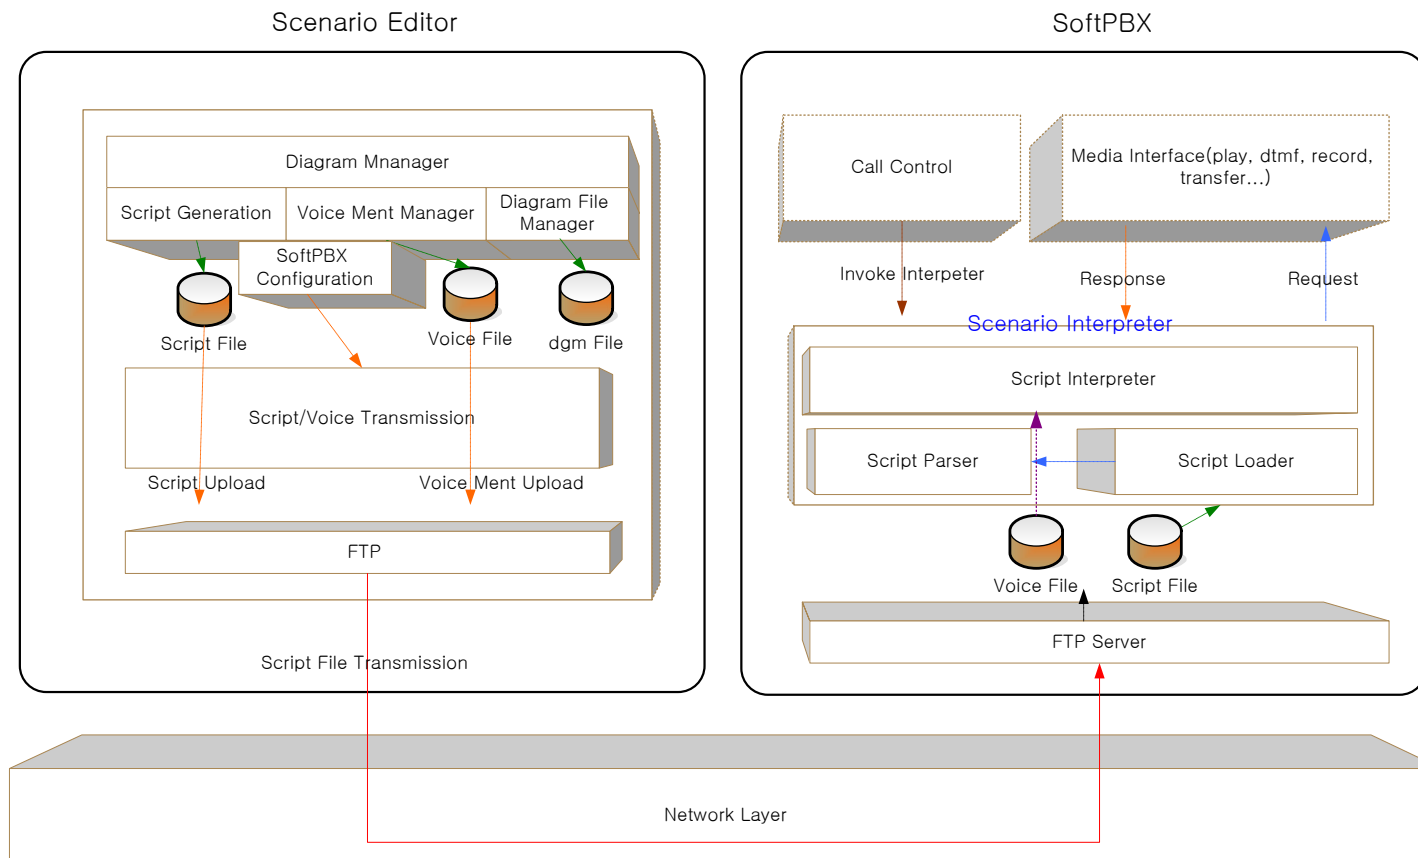 Scenario Editor
SoftPBX
Diagram Mnanager
Script Generation
Voice Ment Manager
Diagram File
Manager
SoftPBX
Configuration
Script File
Voice File
dgm File
Script/Voice Transmission
Script Upload
Voice Ment Upload
FTP
Script File Transmission
Call Control
Media Interface(play, dtmf, record,
transfer...)
Invoke Interpeter
Response
Request
Scenario Interpreter
Script Interpreter
Script Parser
Script Loader
Voice File
Script File
FTP Server
Network Layer